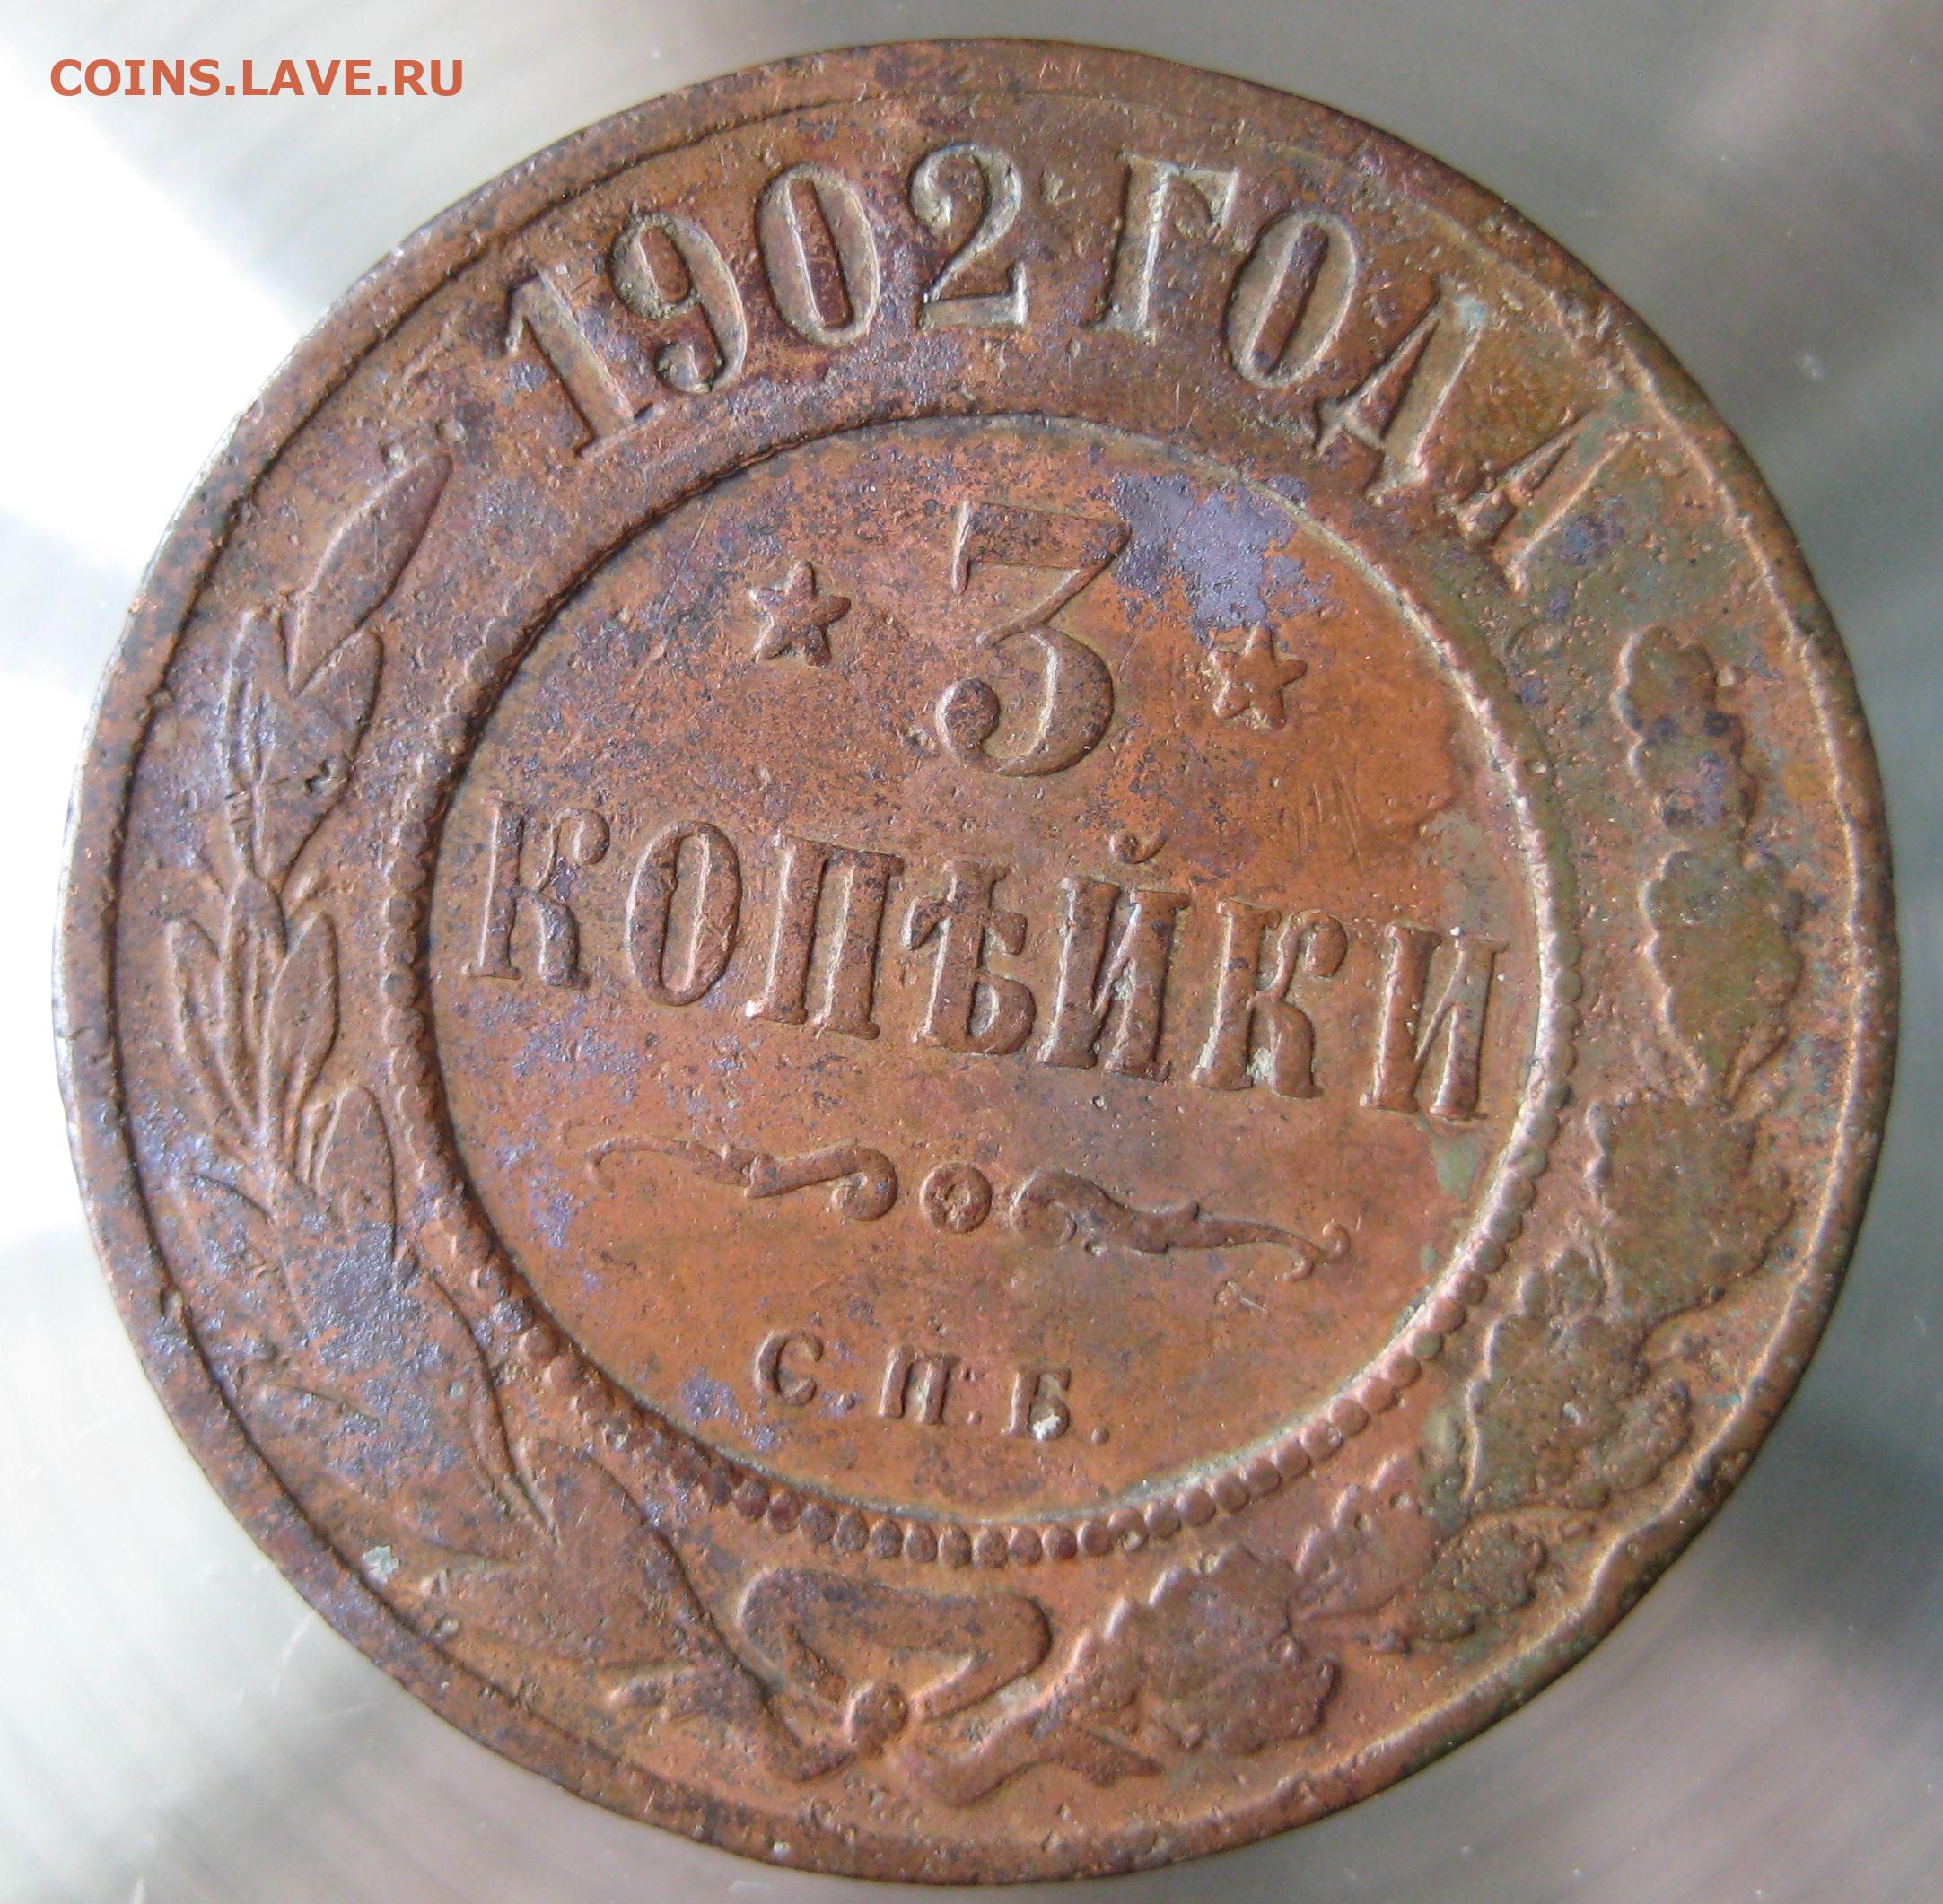 COINS.LAVE.RU
1902 ГОДА
3
КОПѢЙКИ
С.П.Б.